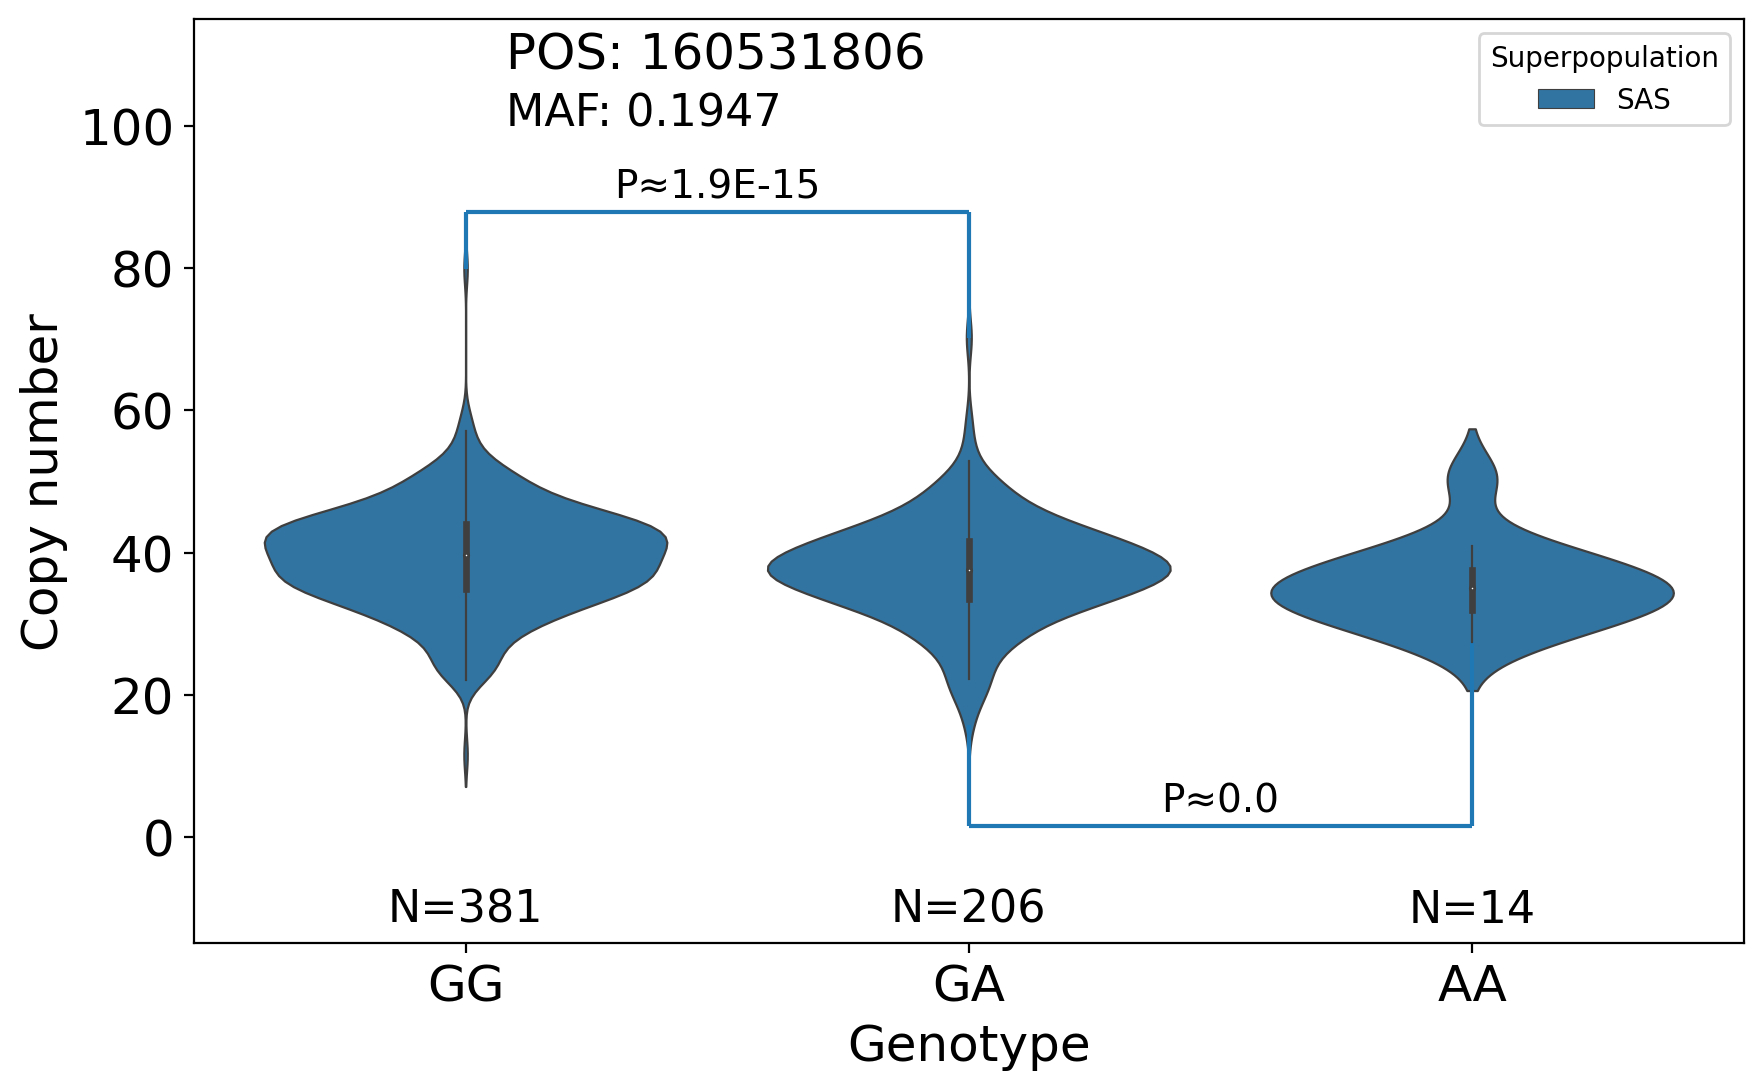 POS: 160531806
MAF: 0.1947
Superpopulation
SAS
P≈1.9E-15
100
80
60
40
20
0
Copy number
P≈0.0
N=381
N=206
N=14
GG
GA
AA
Genotype